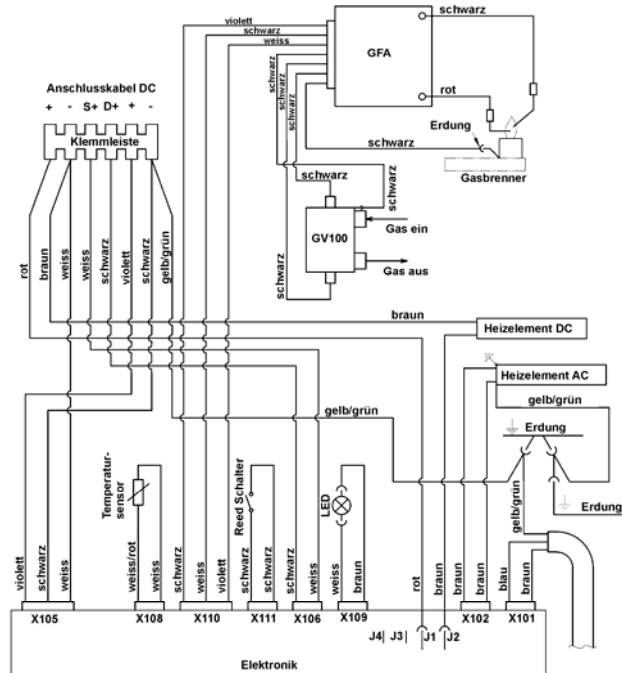 violett
schwarz
weiss
schwarz
schwarz
schwarz
GFA
schwarz
rot
Erdung
schwarz
Gasbrenner
Anschlusskabel DC
+ - S+ D+ + -
Klemmleiste
schwarz
schwarz
GV100
Gas ein
Gas aus
schwarz
rot
braun
weiss
weiss
schwarz
violett
schwarz
gelb/grün
braun
Heizelement DC
Heizelement AC
gelb/grün
gelb/grün
Erdung
Erdung
gelb/grün
Temperatur-
sensor
Reed Schalter
LED
violett
schwarz
weiss
weiss/rot
weiss
schwarz
weiss
violett
schwarz
schwarz
schwarz
weiss
weiss
braun
rot
braun
braun
braun
blau
braun
X105 X108 X110 X111 X106 X109 X102 X101
J4 J3 J1 J2
Elektronik